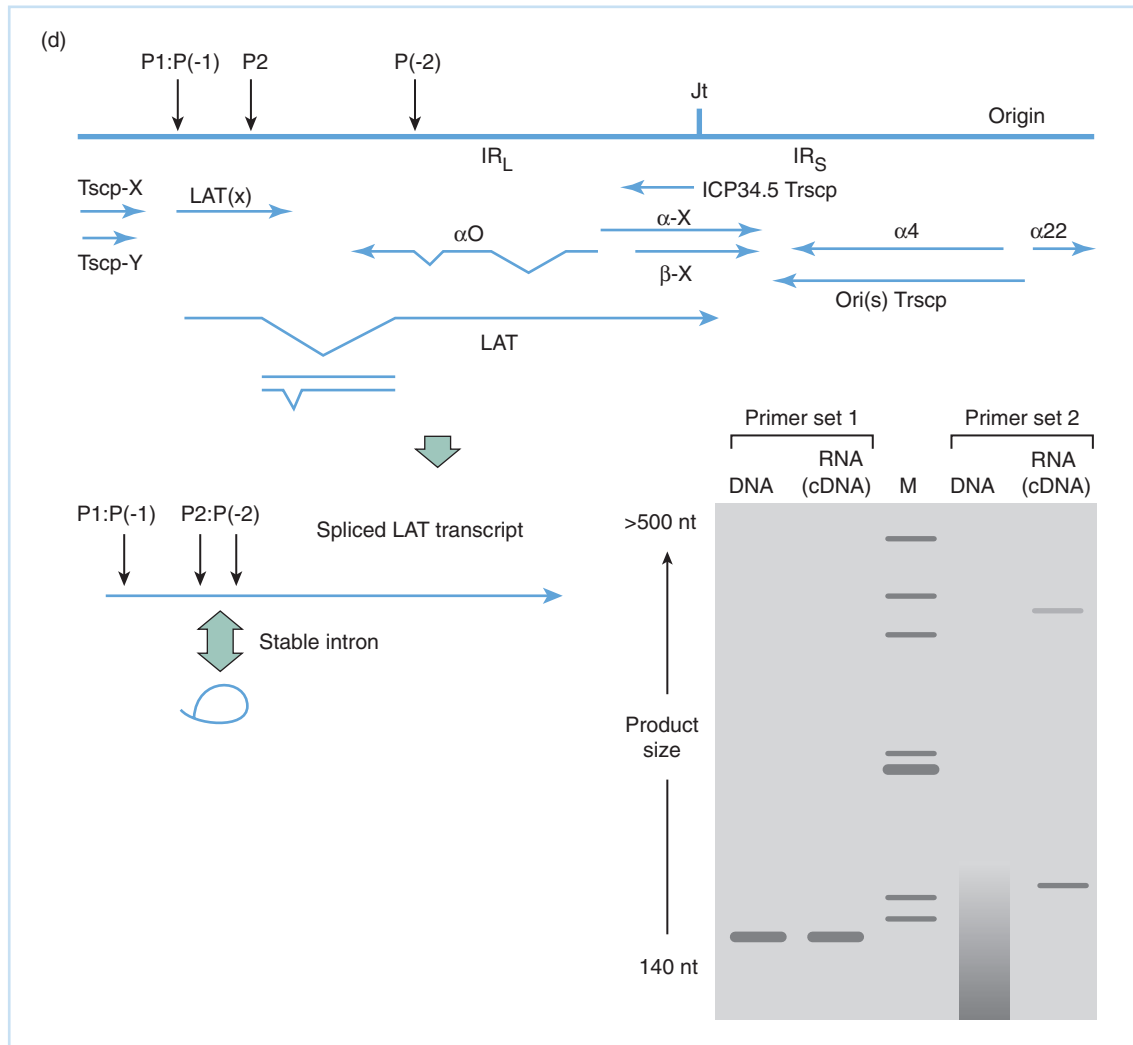 (d)
P1:P(-1) P2 P(-2)
Jt
Origin
IRL IRS
Tscp-X
LAT(x)
ICP34.5 Trscp
α-X
αO
α4
α22
Tscp-Y
β-X
Ori(s) Trscp
LAT
Primer set 1 Primer set 2
RNA RNA
DNA (cDNA) M DNA (cDNA)
P1:P(-1) P2:P(-2)
>500 nt
Spliced LAT transcript
Stable intron
Product
size
140 nt